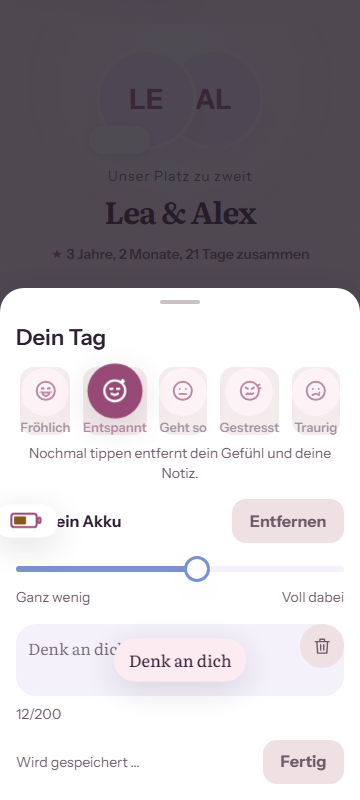 LE AL
Unser Platz zu zweit
Lea & Alex
★ 3 Jahre, 2 Monate, 21 Tage zusammen
Dein Tag
Fröhlich Entspannt Geht so Gestresst Traurig
Nochmal tippen entfernt dein Gefühl und deine
Notiz.
ein Akku Entfernen
Ganz wenig Voll dabei
Denk an dich
Denk an dich
12/200
Wird gespeichert ... Fertig